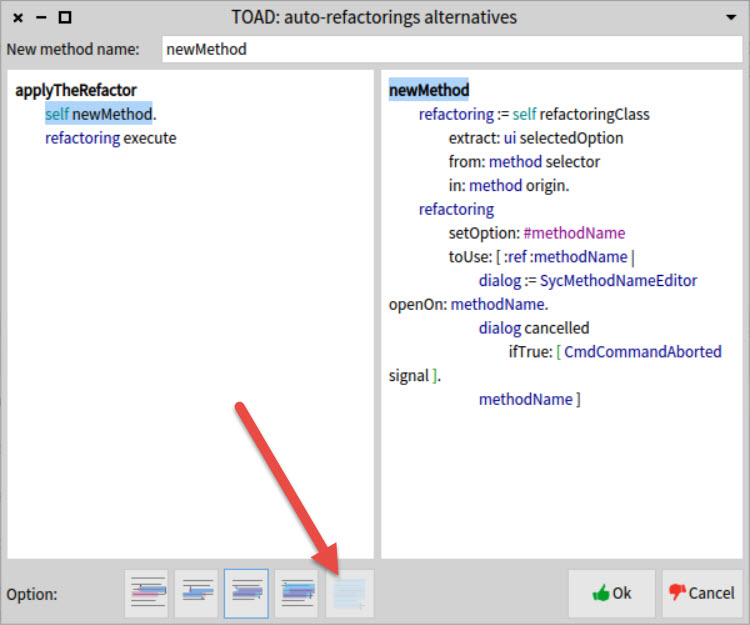 TOAD: auto-refactorings alternatives
New method name: newMethod
applyTheRefactor
self newMethod.
refactoring execute
newMethod
refactoring := self refactoringClass
extract: ui selectedOption
from: method selector
in: method origin.
refactoring
setOption: #methodName
toUse: [ :ref :methodName |
dialog := SycMethodNameEditor
openOn: methodName.
dialog cancelled
ifTrue: [ CmdCommandAborted
signal ].
methodName ]
Option: Ok Cancel